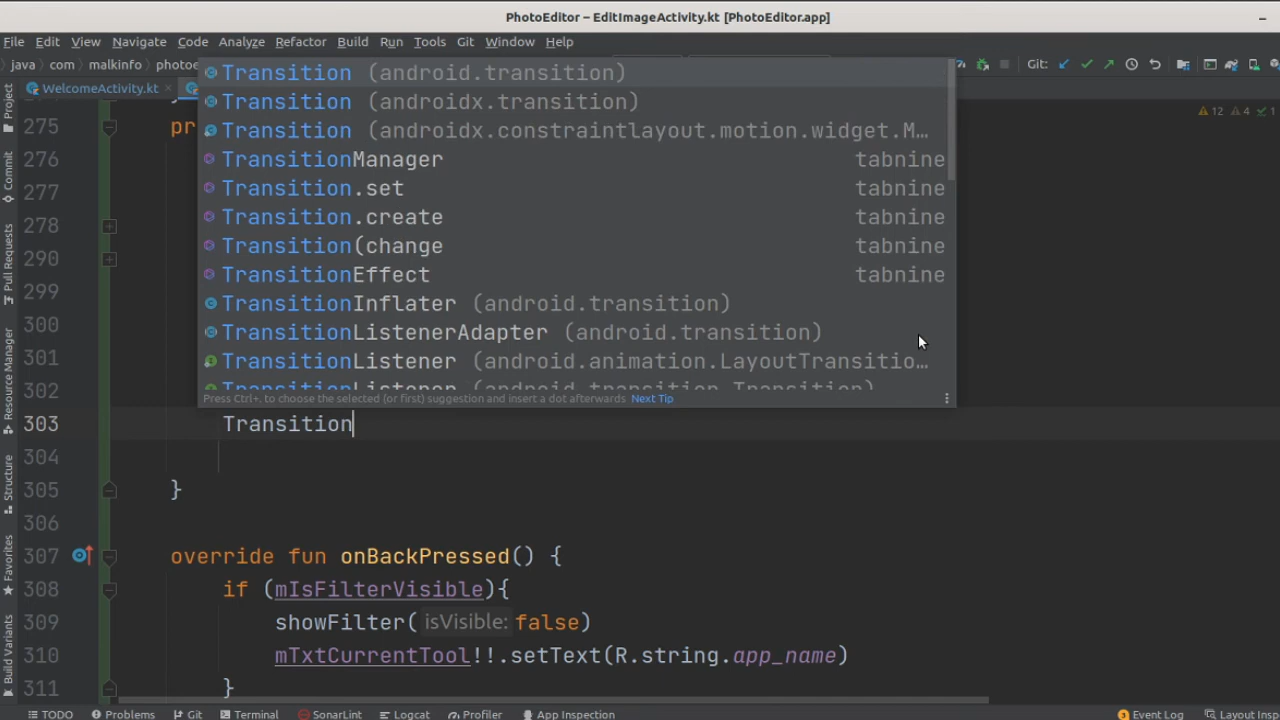 PhotoEditor – EditImageActivity.kt [PhotoEditor.app]
File Edit View Navigate Code Analyze Refactor Build Run Tools Git Window Help
java com malkinfo photoe
Git:
WelcomeActivity.kt
12 4 1
Transition (android.transition)
Transition (androidx.transition)
Transition (androidx.constraintlayout.motion.widget.M…
TransitionManager tabnine
Transition.set tabnine
Transition.create tabnine
Transition(change tabnine
TransitionEffect tabnine
TransitionInflater (android.transition)
TransitionListenerAdapter (android.transition)
TransitionListener (android.animation.LayoutTransitio…
TransitionListener (android.transition.Transition)
Press Ctrl+. to choose the selected (or first) suggestion and insert a dot afterwards Next Tip
275 pr
276
277
278
290
299
300
301
302
303 Transition
304
305 }
306
307 override fun onBackPressed() {
308 if (mIsFilterVisible){
309 showFilter( isVisible: false)
310 mTxtCurrentTool!!.setText(R.string.app_name)
311 }
Project
Commit
Pull Requests
Resource Manager
Structure
Favorites
Build Variants
TODO Problems Git Terminal SonarLint Logcat Profiler App Inspection 3 Event Log Layout Insp